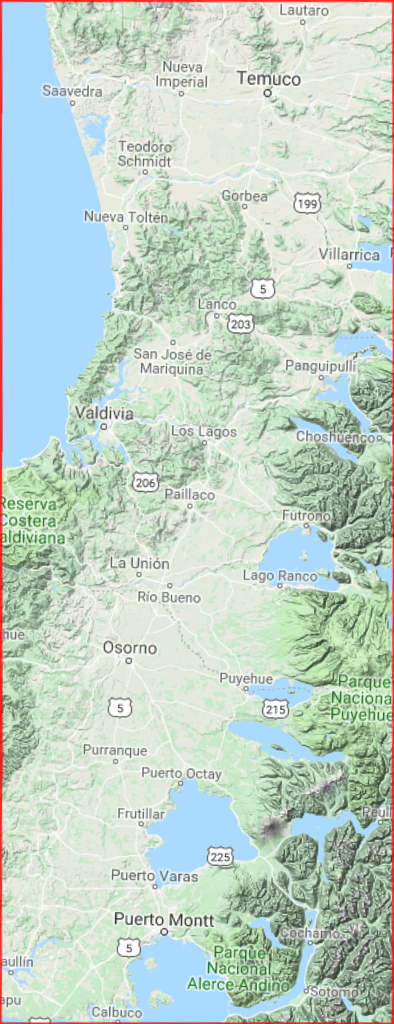 Lautaro
Nueva
Imperial
Temuco
Saavedra
Teodoro
Schmidt
Gorbea
199
Nueva Toltén
Villarrica
5
Lanco
203
San José de
Mariquina
Panguipulli
Valdivia
Los Lagos
Choshuenco
206
Paillaco
Reserva
Costera
aldiviana
Futrono
La Unión
Lago Ranco
Río Bueno
nue
Osorno
Puyehue
Parque
Naciona
Puyehue
5
215
Purranque
Puerto Octay
Frutillar
Peull
225
Puerto Varas
Puerto Montt
5
Cochamó
Parque
Nacional
Alerce Andino
aullín
apu
Sotomó
Calbuco